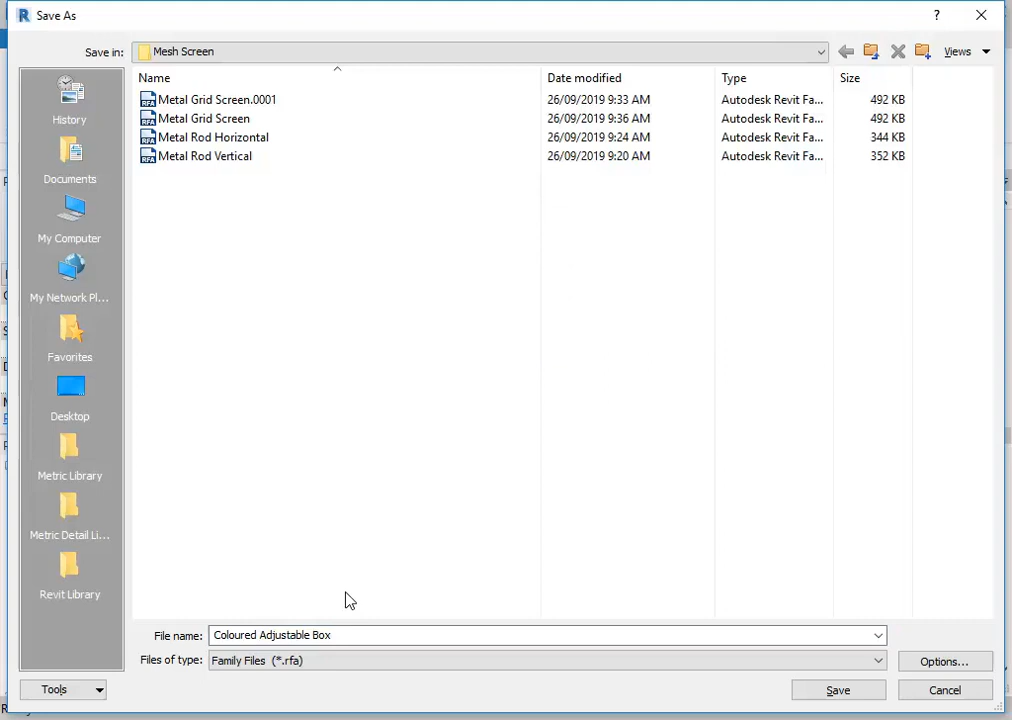 Save As
?
Save in:
Mesh Screen
Views
Name
Date modified
Type
Size
Metal Grid Screen.0001 26/09/2019 9:33 AM Autodesk Revit Fa... 492 KB
Metal Grid Screen 26/09/2019 9:36 AM Autodesk Revit Fa... 492 KB
Metal Rod Horizontal 26/09/2019 9:24 AM Autodesk Revit Fa... 344 KB
Metal Rod Vertical 26/09/2019 9:20 AM Autodesk Revit Fa... 352 KB
History
Documents
My Computer
My Network Pl...
Favorites
Desktop
Metric Library
Metric Detail Li...
Revit Library
File name: Coloured Adjustable Box
Files of type: Family Files (*.rfa)
Options...
Tools
Save
Cancel